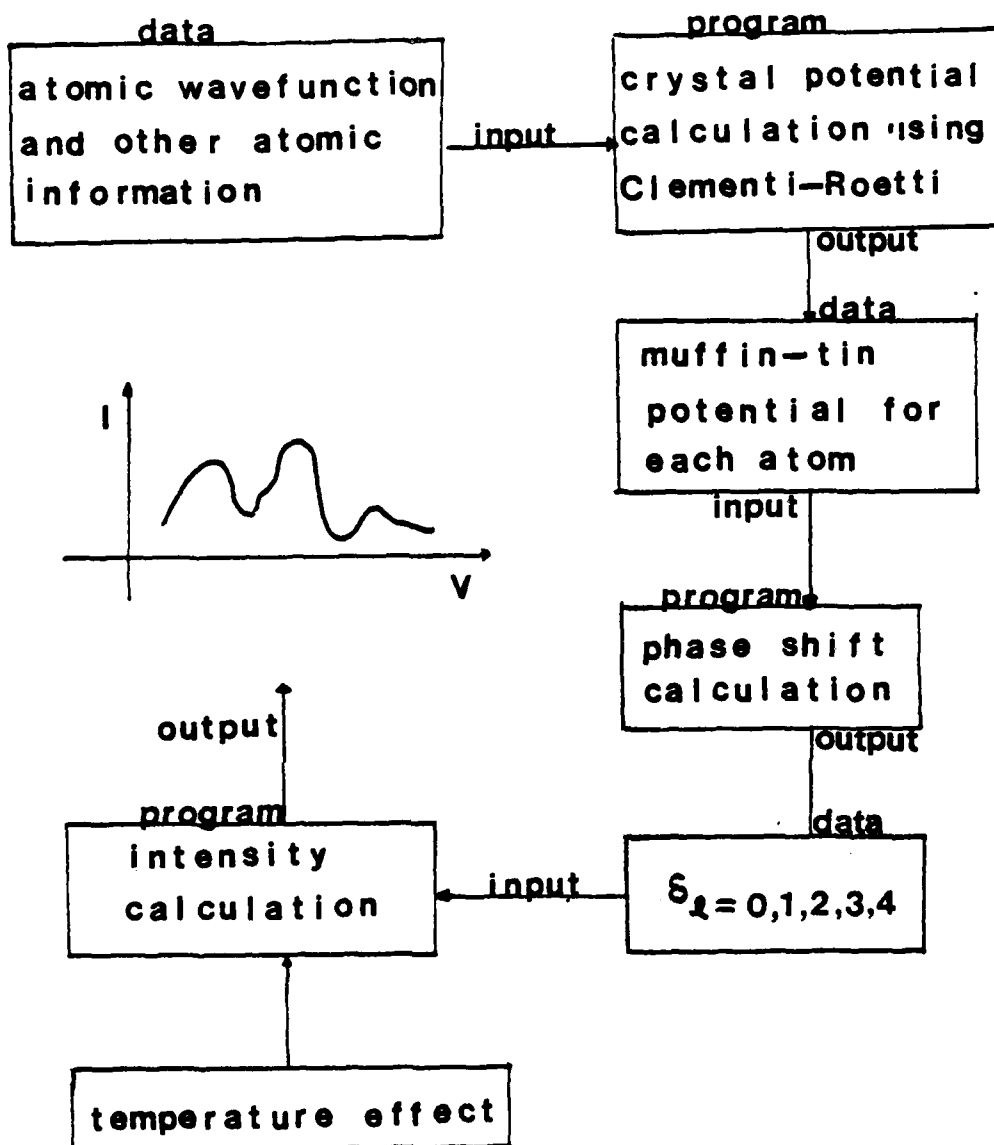 data
atomic wavefunction
and other atomic
information
input
program
crystal potential
calculation using
Clementi-Roetti
output
data
muffin-tin
potential for
each atom
input
program
phase shift
calculation
output
data
δℓ=0,1,2,3,4
input
program
intensity
calculation
output
I
V
temperature effect